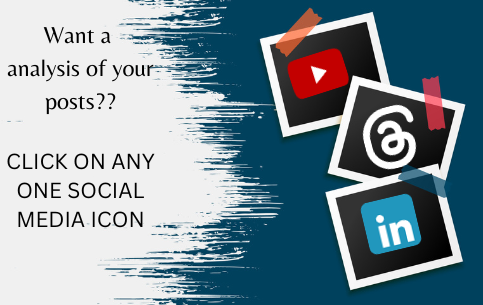 Want a
analysis of your
posts??
CLICK ON ANY
ONE SOCIAL
MEDIA ICON
in